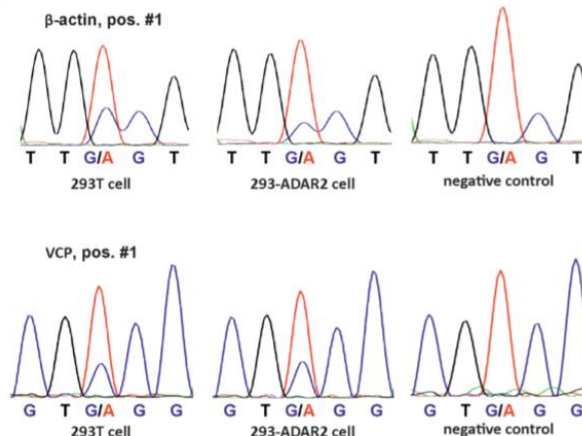 β-actin, pos. #1
T T G/A G T
293T cell
T T G/A G T
293-ADAR2 cell
T T G/A G T
negative control
VCP, pos. #1
G T G/A G G
293T cell
G T G/A G G
293-ADAR2 cell
G T G/A G G
negative control